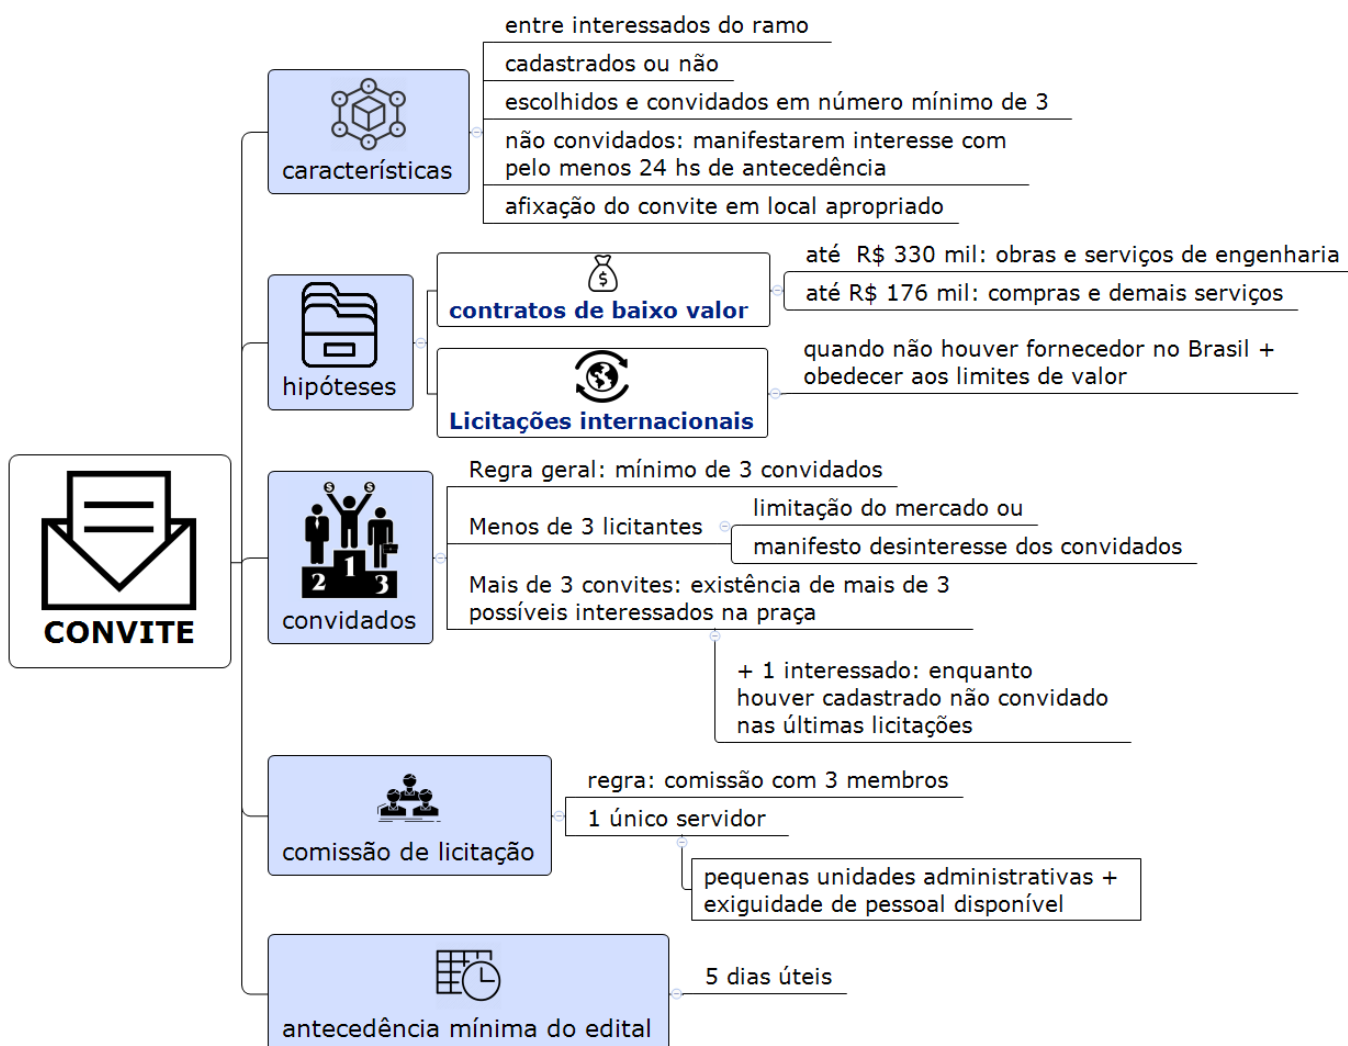 CONVITE
características
entre interessados do ramo
cadastrados ou não
escolhidos e convidados em número mínimo de 3
não convidados: manifestarem interesse com
pelo menos 24 hs de antecedência
afixação do convite em local apropriado
hipóteses
$
contratos de baixo valor
até  R$ 330 mil: obras e serviços de engenharia
até R$ 176 mil: compras e demais serviços
Licitações internacionais
quando não houver fornecedor no Brasil +
obedecer aos limites de valor
$ $
2 1 3
convidados
Regra geral: mínimo de 3 convidados
Menos de 3 licitantes
limitação do mercado ou
manifesto desinteresse dos convidados
Mais de 3 convites: existência de mais de 3
possíveis interessados na praça
+ 1 interessado: enquanto
houver cadastrado não convidado
nas últimas licitações
comissão de licitação
regra: comissão com 3 membros
1 único servidor
pequenas unidades administrativas +
exiguidade de pessoal disponível
antecedência mínima do edital
5 dias úteis